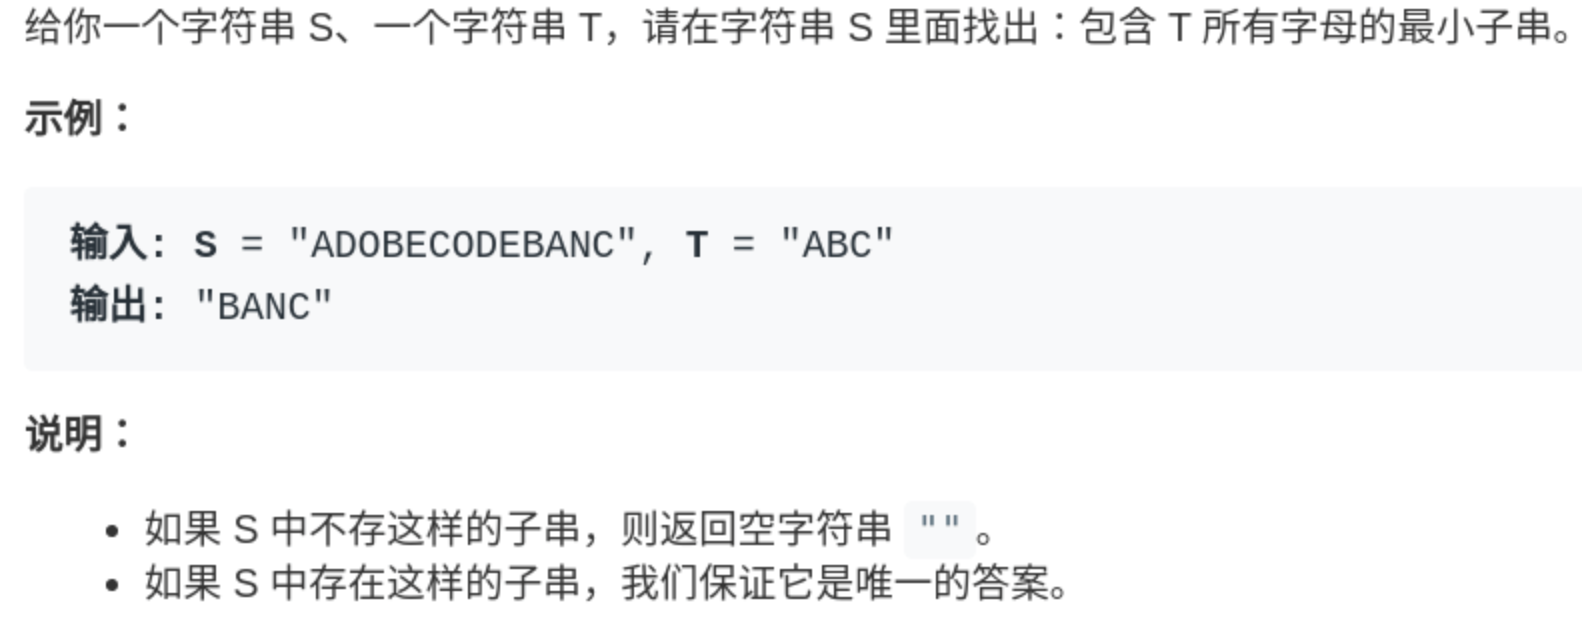 给你一个字符串 S、一个字符串 T，请在字符串 S 里面找出：包含 T 所有字母的最小子串。
示例：
输入: S = "ADOBECODEBANC", T = "ABC"
输出: "BANC"
说明：
如果 S 中不存这样的子串，则返回空字符串 ""。
如果 S 中存在这样的子串，我们保证它是唯一的答案。